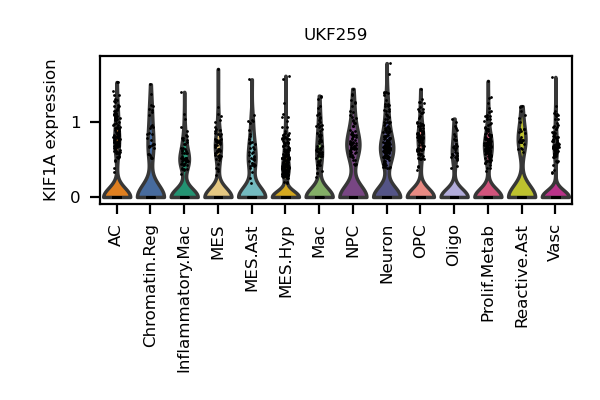 UKF259
KIF1A expression
1
0
AC
Chromatin.Reg
Inflammatory.Mac
MES
MES.Ast
MES.Hyp
Mac
NPC
Neuron
OPC
Oligo
Prolif.Metab
Reactive.Ast
Vasc